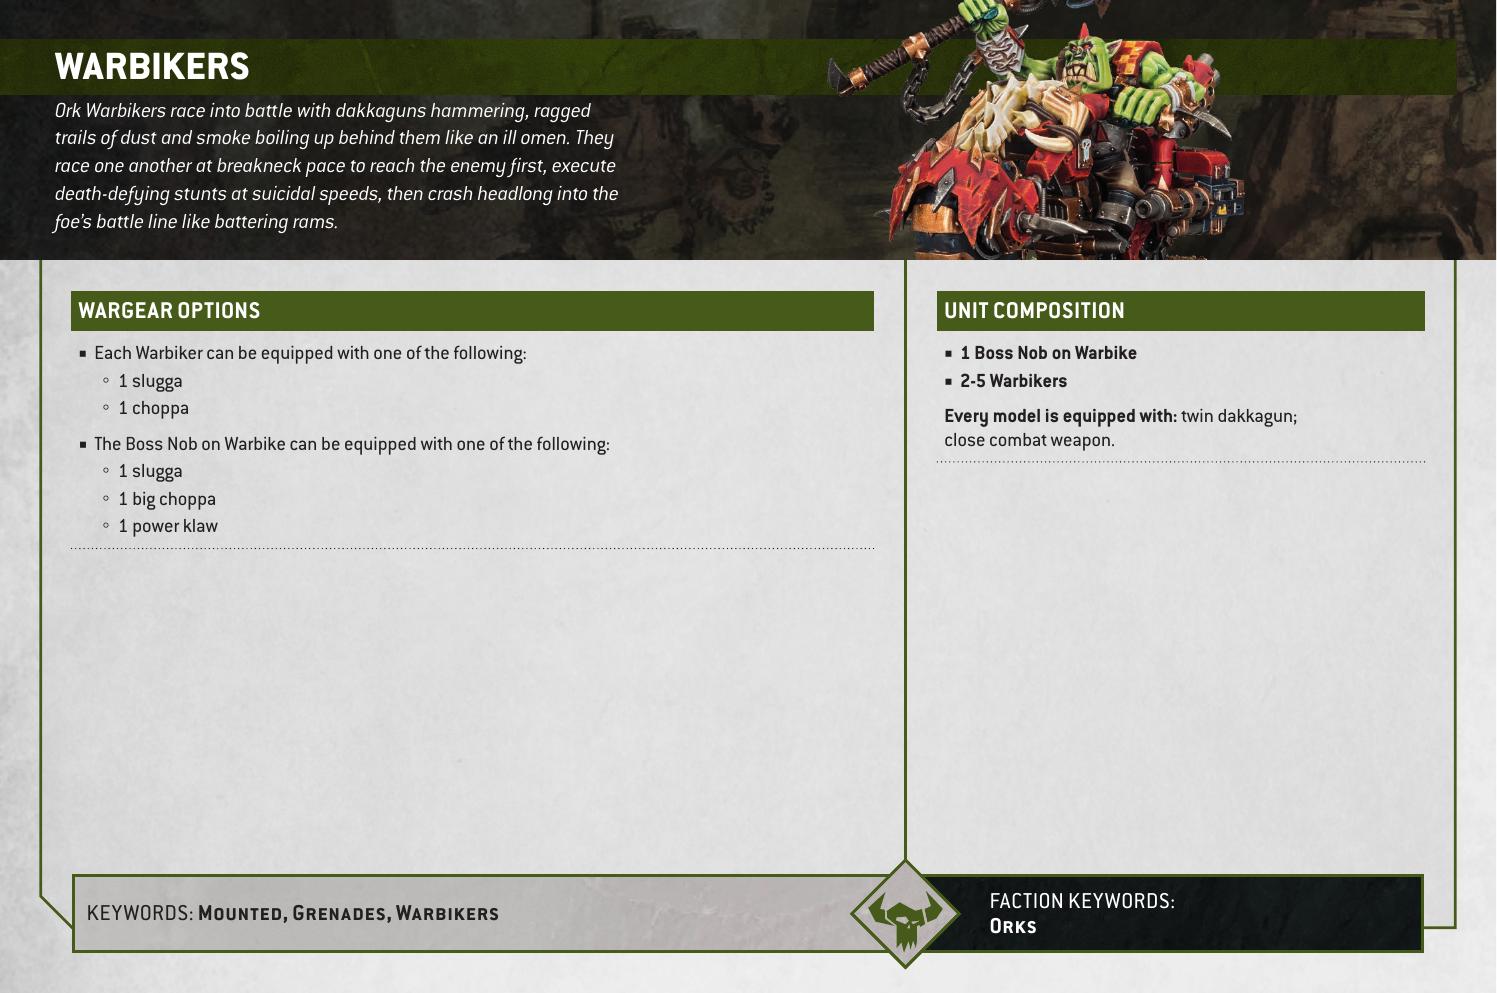 WARBIKERS
Ork Warbikers race into battle with dakkaguns hammering, ragged
trails of dust and smoke boiling up behind them like an ill omen. They
race one another at breakneck pace to reach the enemy first, execute
death-defying stunts at suicidal speeds, then crash headlong into the
foe's battle line like battering rams.
WARGEAR OPTIONS
■ Each Warbiker can be equipped with one of the following:
◦ 1 slugga
◦ 1 choppa
■ The Boss Nob on Warbike can be equipped with one of the following:
◦ 1 slugga
◦ 1 big choppa
◦ 1 power klaw
UNIT COMPOSITION
■ 1 Boss Nob on Warbike
■ 2-5 Warbikers
Every model is equipped with: twin dakkagun;
close combat weapon.
KEYWORDS: Mounted, Grenades, Warbikers
FACTION KEYWORDS:
Orks